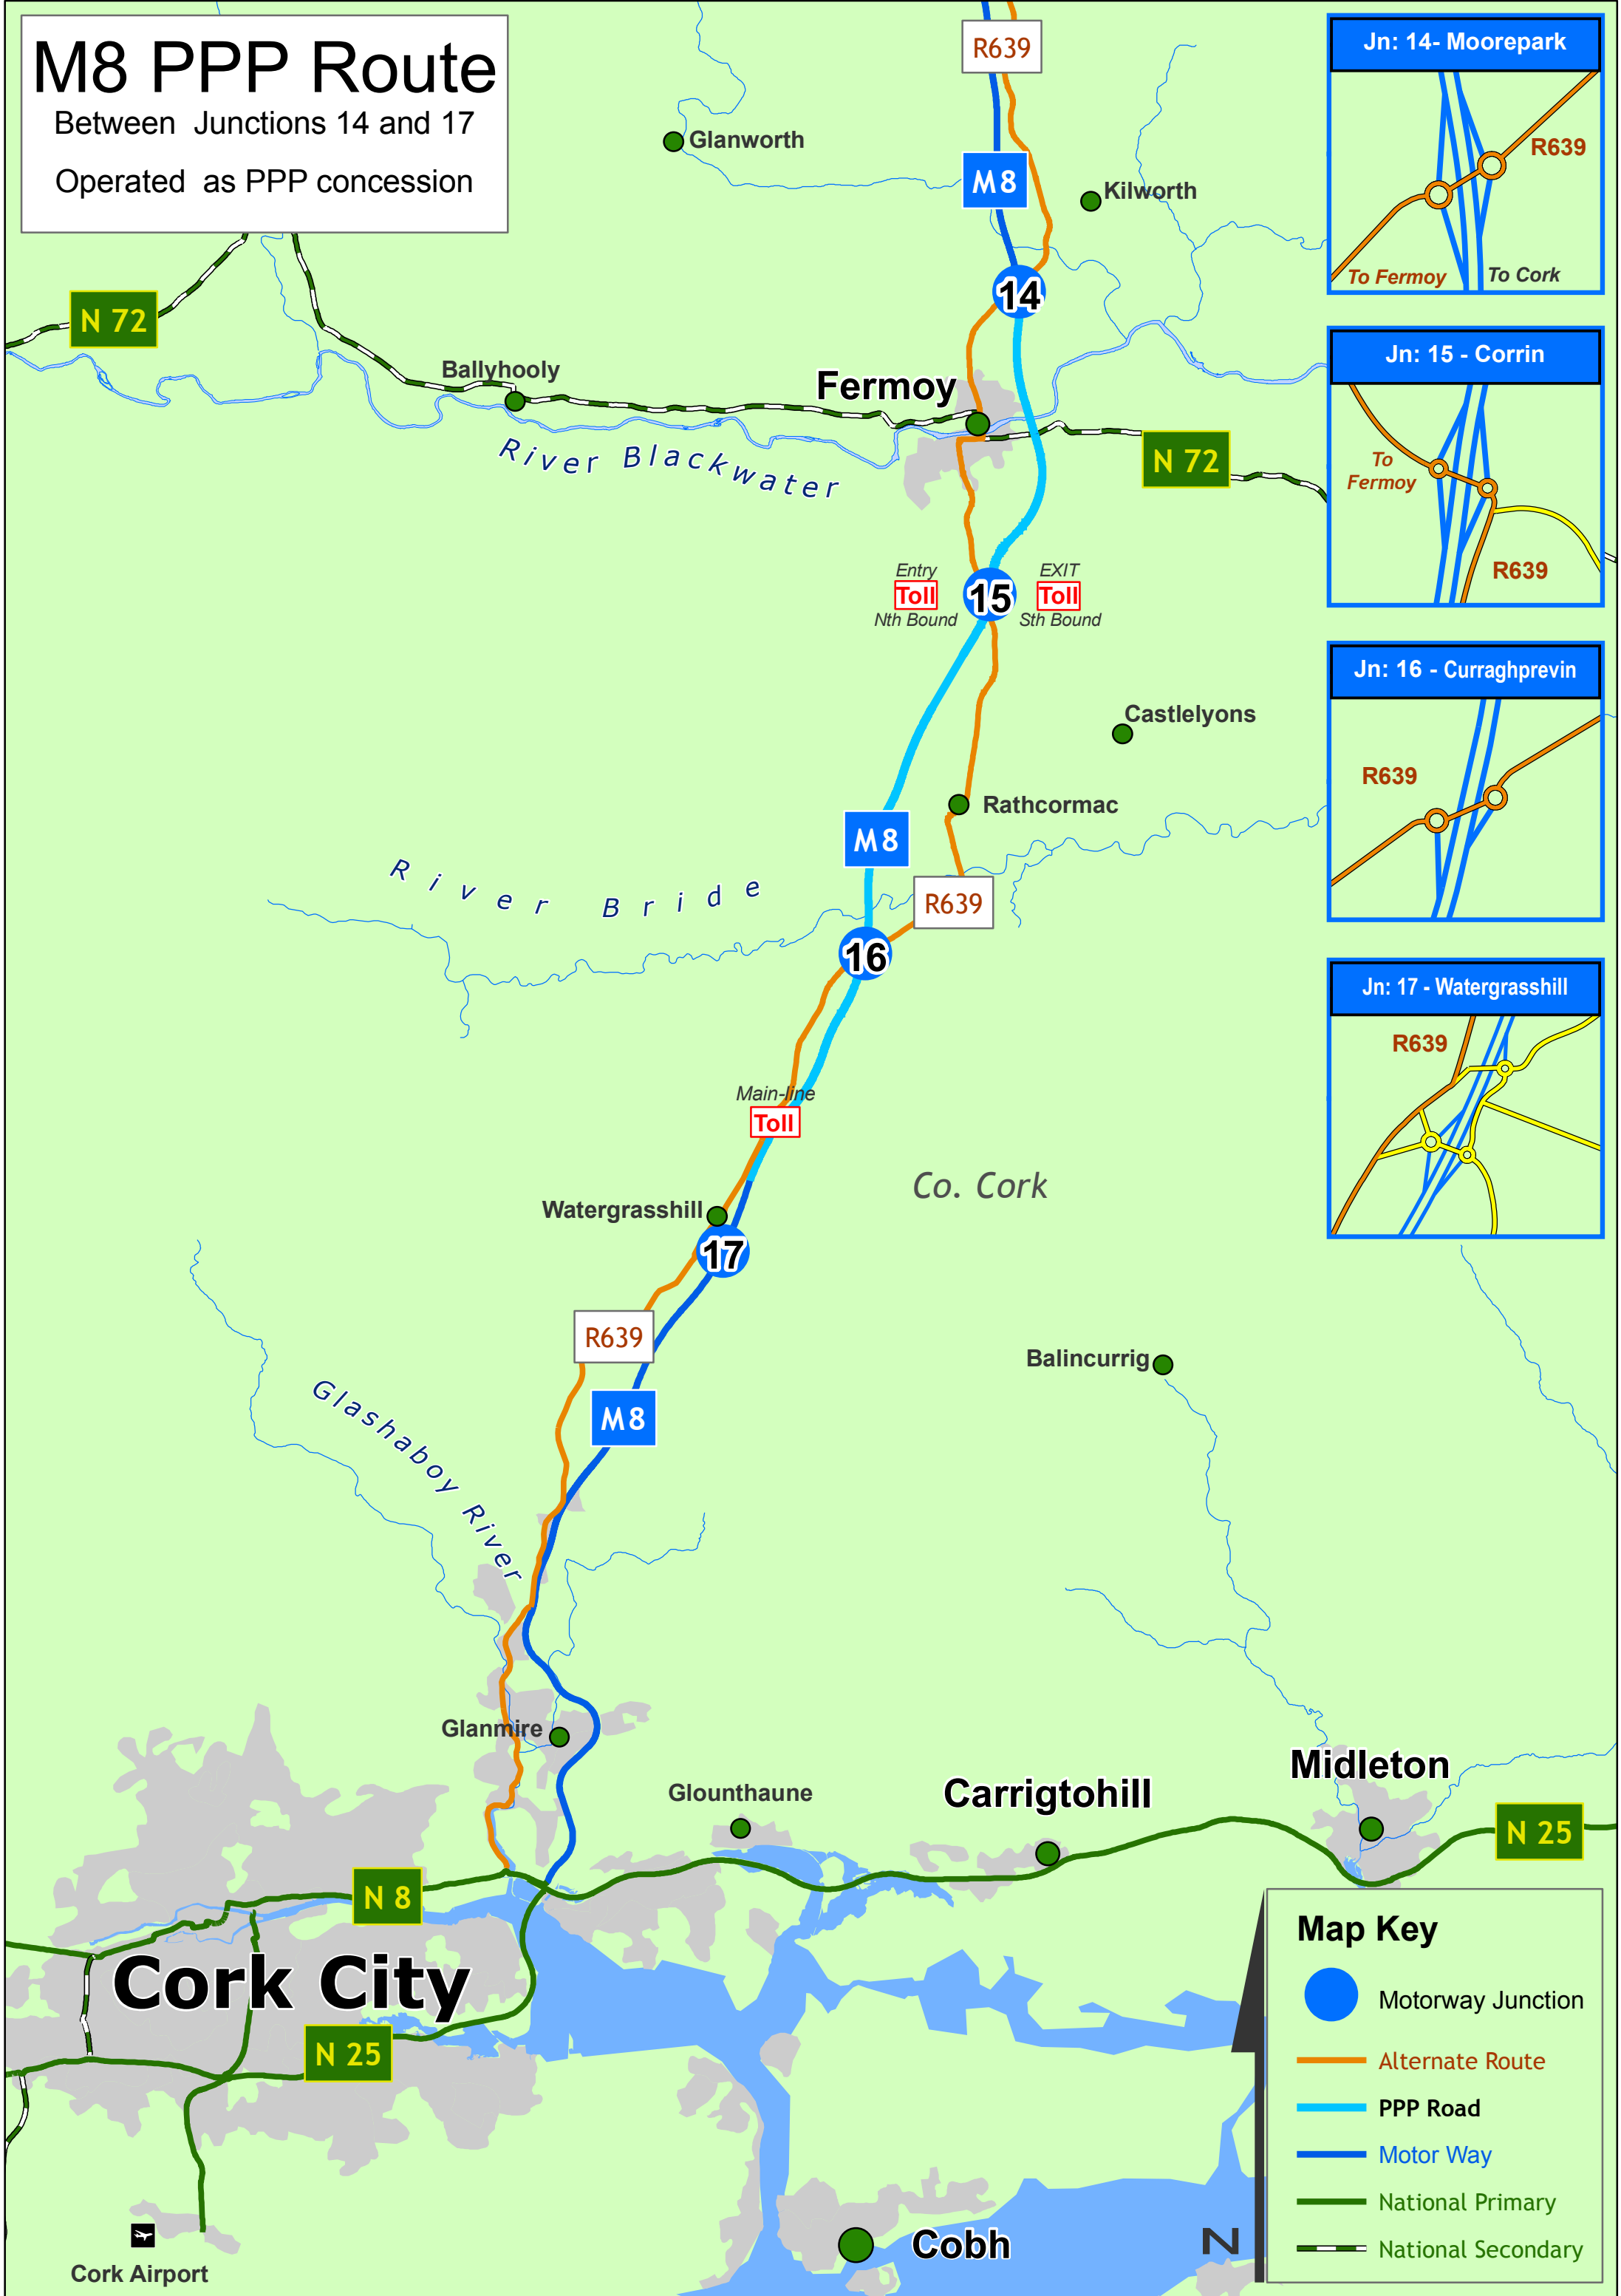 M8 PPP Route
Between Junctions 14 and 17
Operated as PPP concession
R639
Glanworth
M8
Kilworth
14
N 72
Ballyhooly
Fermoy
River Blackwater
N 72
Entry
Toll
Nth Bound
15
EXIT
Toll
Sth Bound
Castlelyons
Rathcormac
M8
River Bride
R639
16
Main-line
Toll
Co. Cork
Watergrasshill
17
R639
Balincurrig
M8
Glashaboy River
Glanmire
Glounthaune
Carrigtohill
Midleton
N 25
N 8
Cork City
N 25
Cork Airport
Cobh
N
Jn: 14- Moorepark
R639
To Fermoy
To Cork
Jn: 15 - Corrin
To
Fermoy
R639
Jn: 16 - Curraghprevin
R639
Jn: 17 - Watergrasshill
R639
Map Key
Motorway Junction
Alternate Route
PPP Road
Motor Way
National Primary
National Secondary